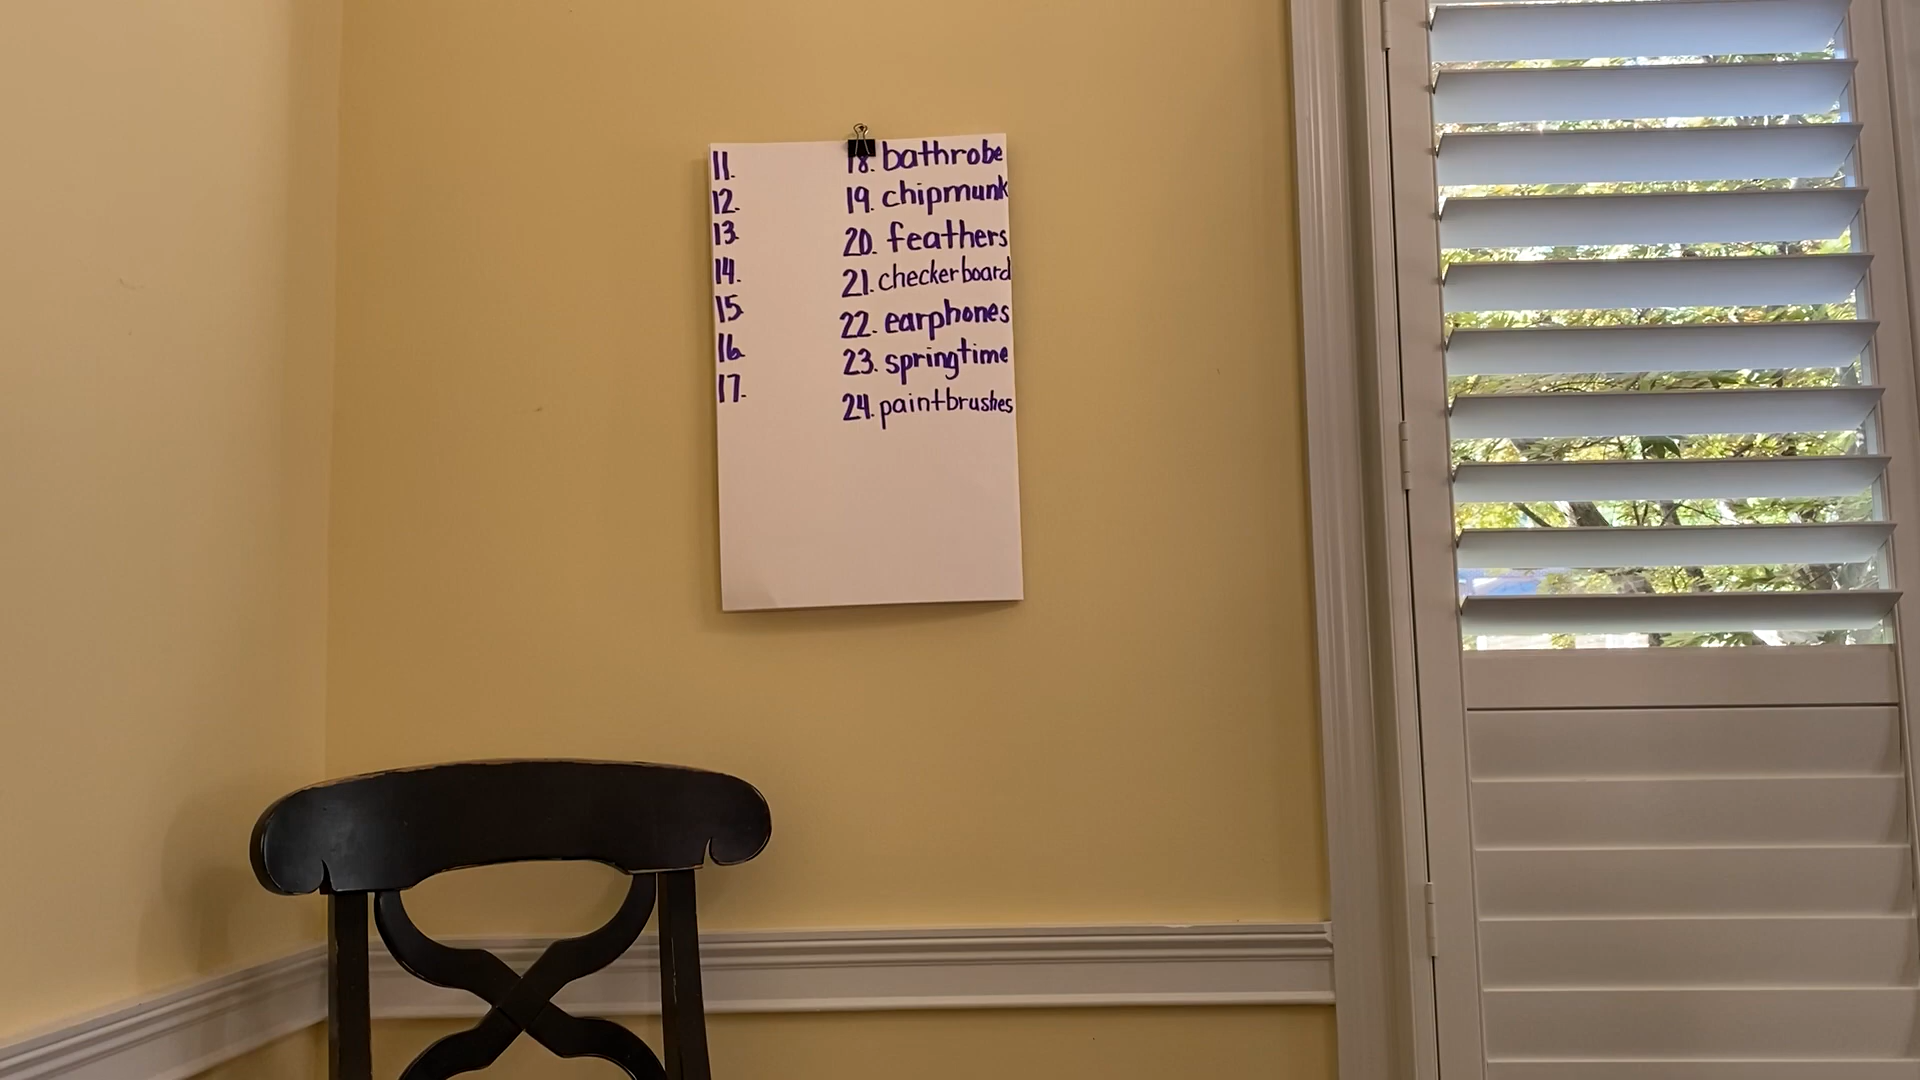 11.
12.
13.
14.
15.
16.
17.
18. bathrobe
19. chipmunk
20. feathers
21. checkerboard
22. earphones
23. springtime
24. paintbrushes